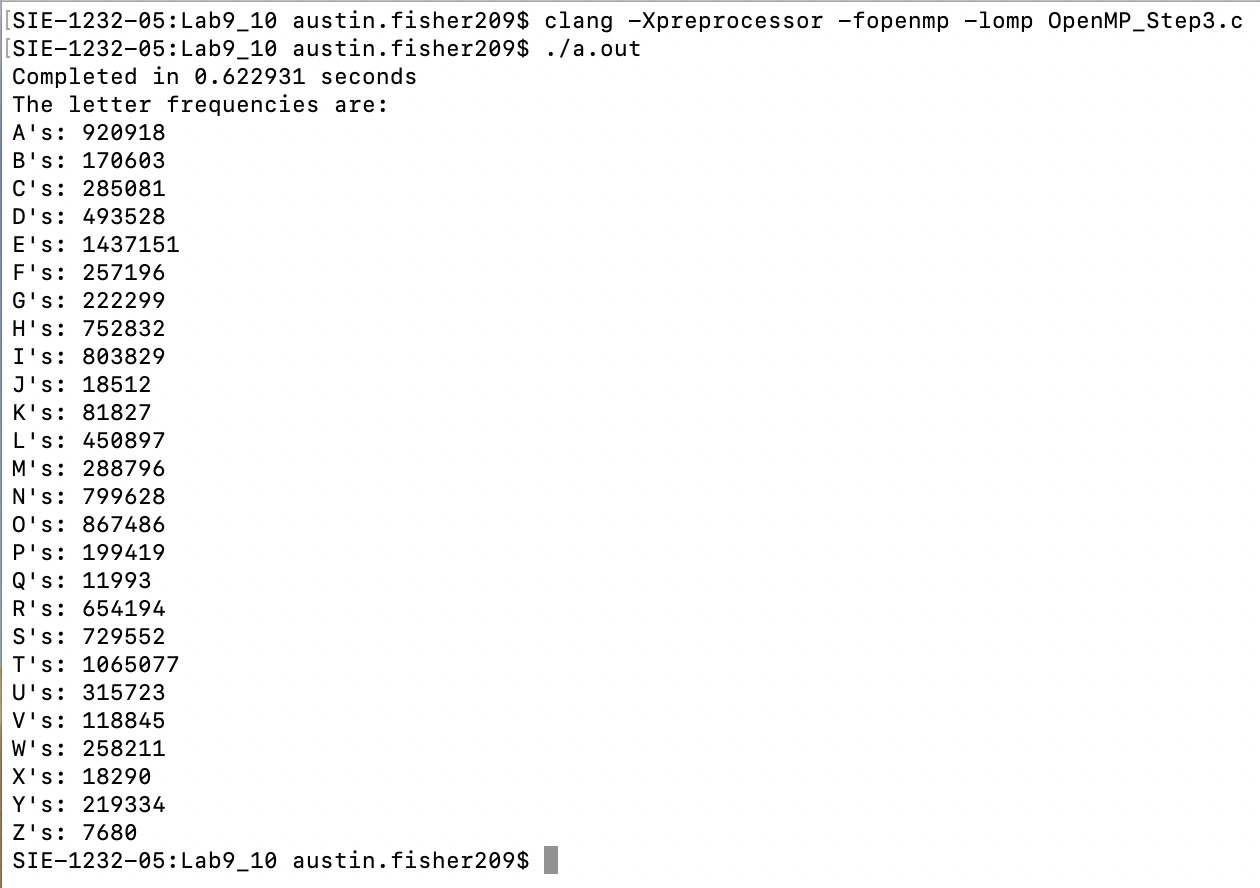 [SIE-1232-05:Lab9_10 austin.fisher209$ clang -Xpreprocessor -fopenmp -lomp OpenMP_Step3.c
[SIE-1232-05:Lab9_10 austin.fisher209$ ./a.out
Completed in 0.622931 seconds
The letter frequencies are:
A's: 920918
B's: 170603
C's: 285081
D's: 493528
E's: 1437151
F's: 257196
G's: 222299
H's: 752832
I's: 803829
J's: 18512
K's: 81827
L's: 450897
M's: 288796
N's: 799628
O's: 867486
P's: 199419
Q's: 11993
R's: 654194
S's: 729552
T's: 1065077
U's: 315723
V's: 118845
W's: 258211
X's: 18290
Y's: 219334
Z's: 7680
SIE-1232-05:Lab9_10 austin.fisher209$